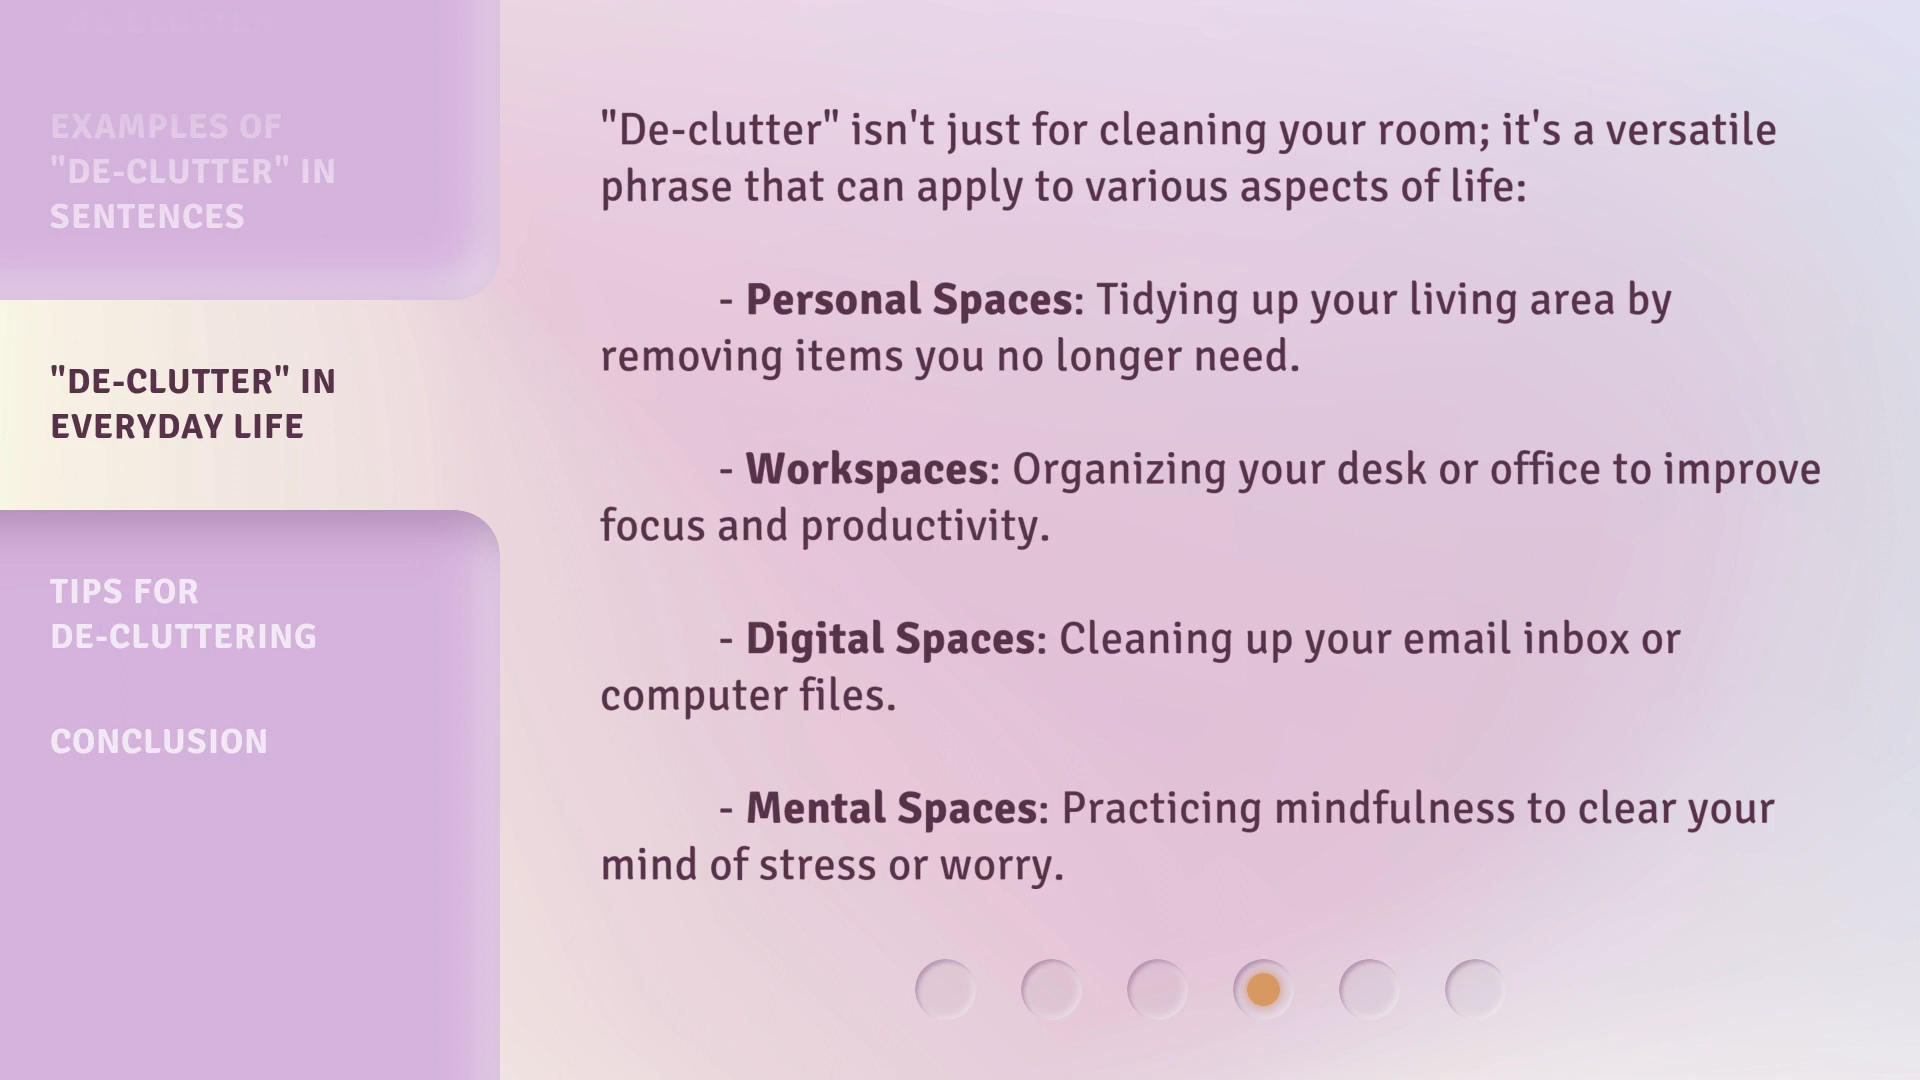 EXAMPLES OF
"DE-CLUTTER" IN
SENTENCES
"DE-CLUTTER" IN
EVERYDAY LIFE
TIPS FOR
DE-CLUTTERING
CONCLUSION
"De-clutter" isn't just for cleaning your room; it's a versatile
phrase that can apply to various aspects of life:
- Personal Spaces: Tidying up your living area by
removing items you no longer need.
- Workspaces: Organizing your desk or office to improve
focus and productivity.
- Digital Spaces: Cleaning up your email inbox or
computer files.
- Mental Spaces: Practicing mindfulness to clear your
mind of stress or worry.